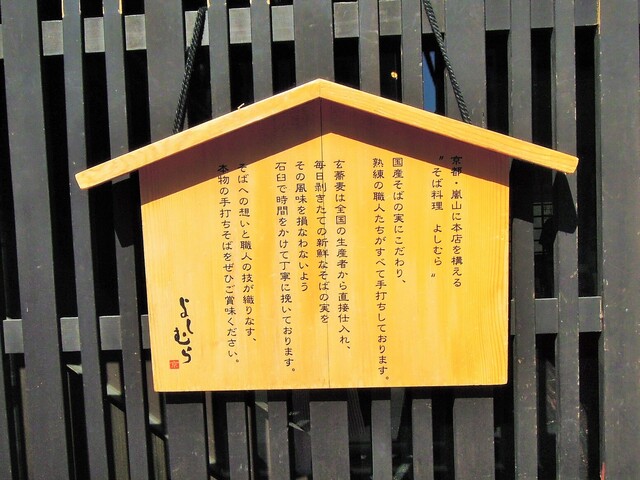 京都・嵐山に本店を構える
“そば料理　よしむら”
国産そばの実にこだわり、
熟練の職人たちがすべて手打ちしております。
玄蕎麦は全国の生産者から直接仕入れ、
毎日剥きたての新鮮なそばの実を
その風味を損なわないよう
石臼で時間をかけて丁寧に挽いております。
そばへの想いと職人の技が織りなす、
本物の手打ちそばをぜひご賞味ください。
よしむら